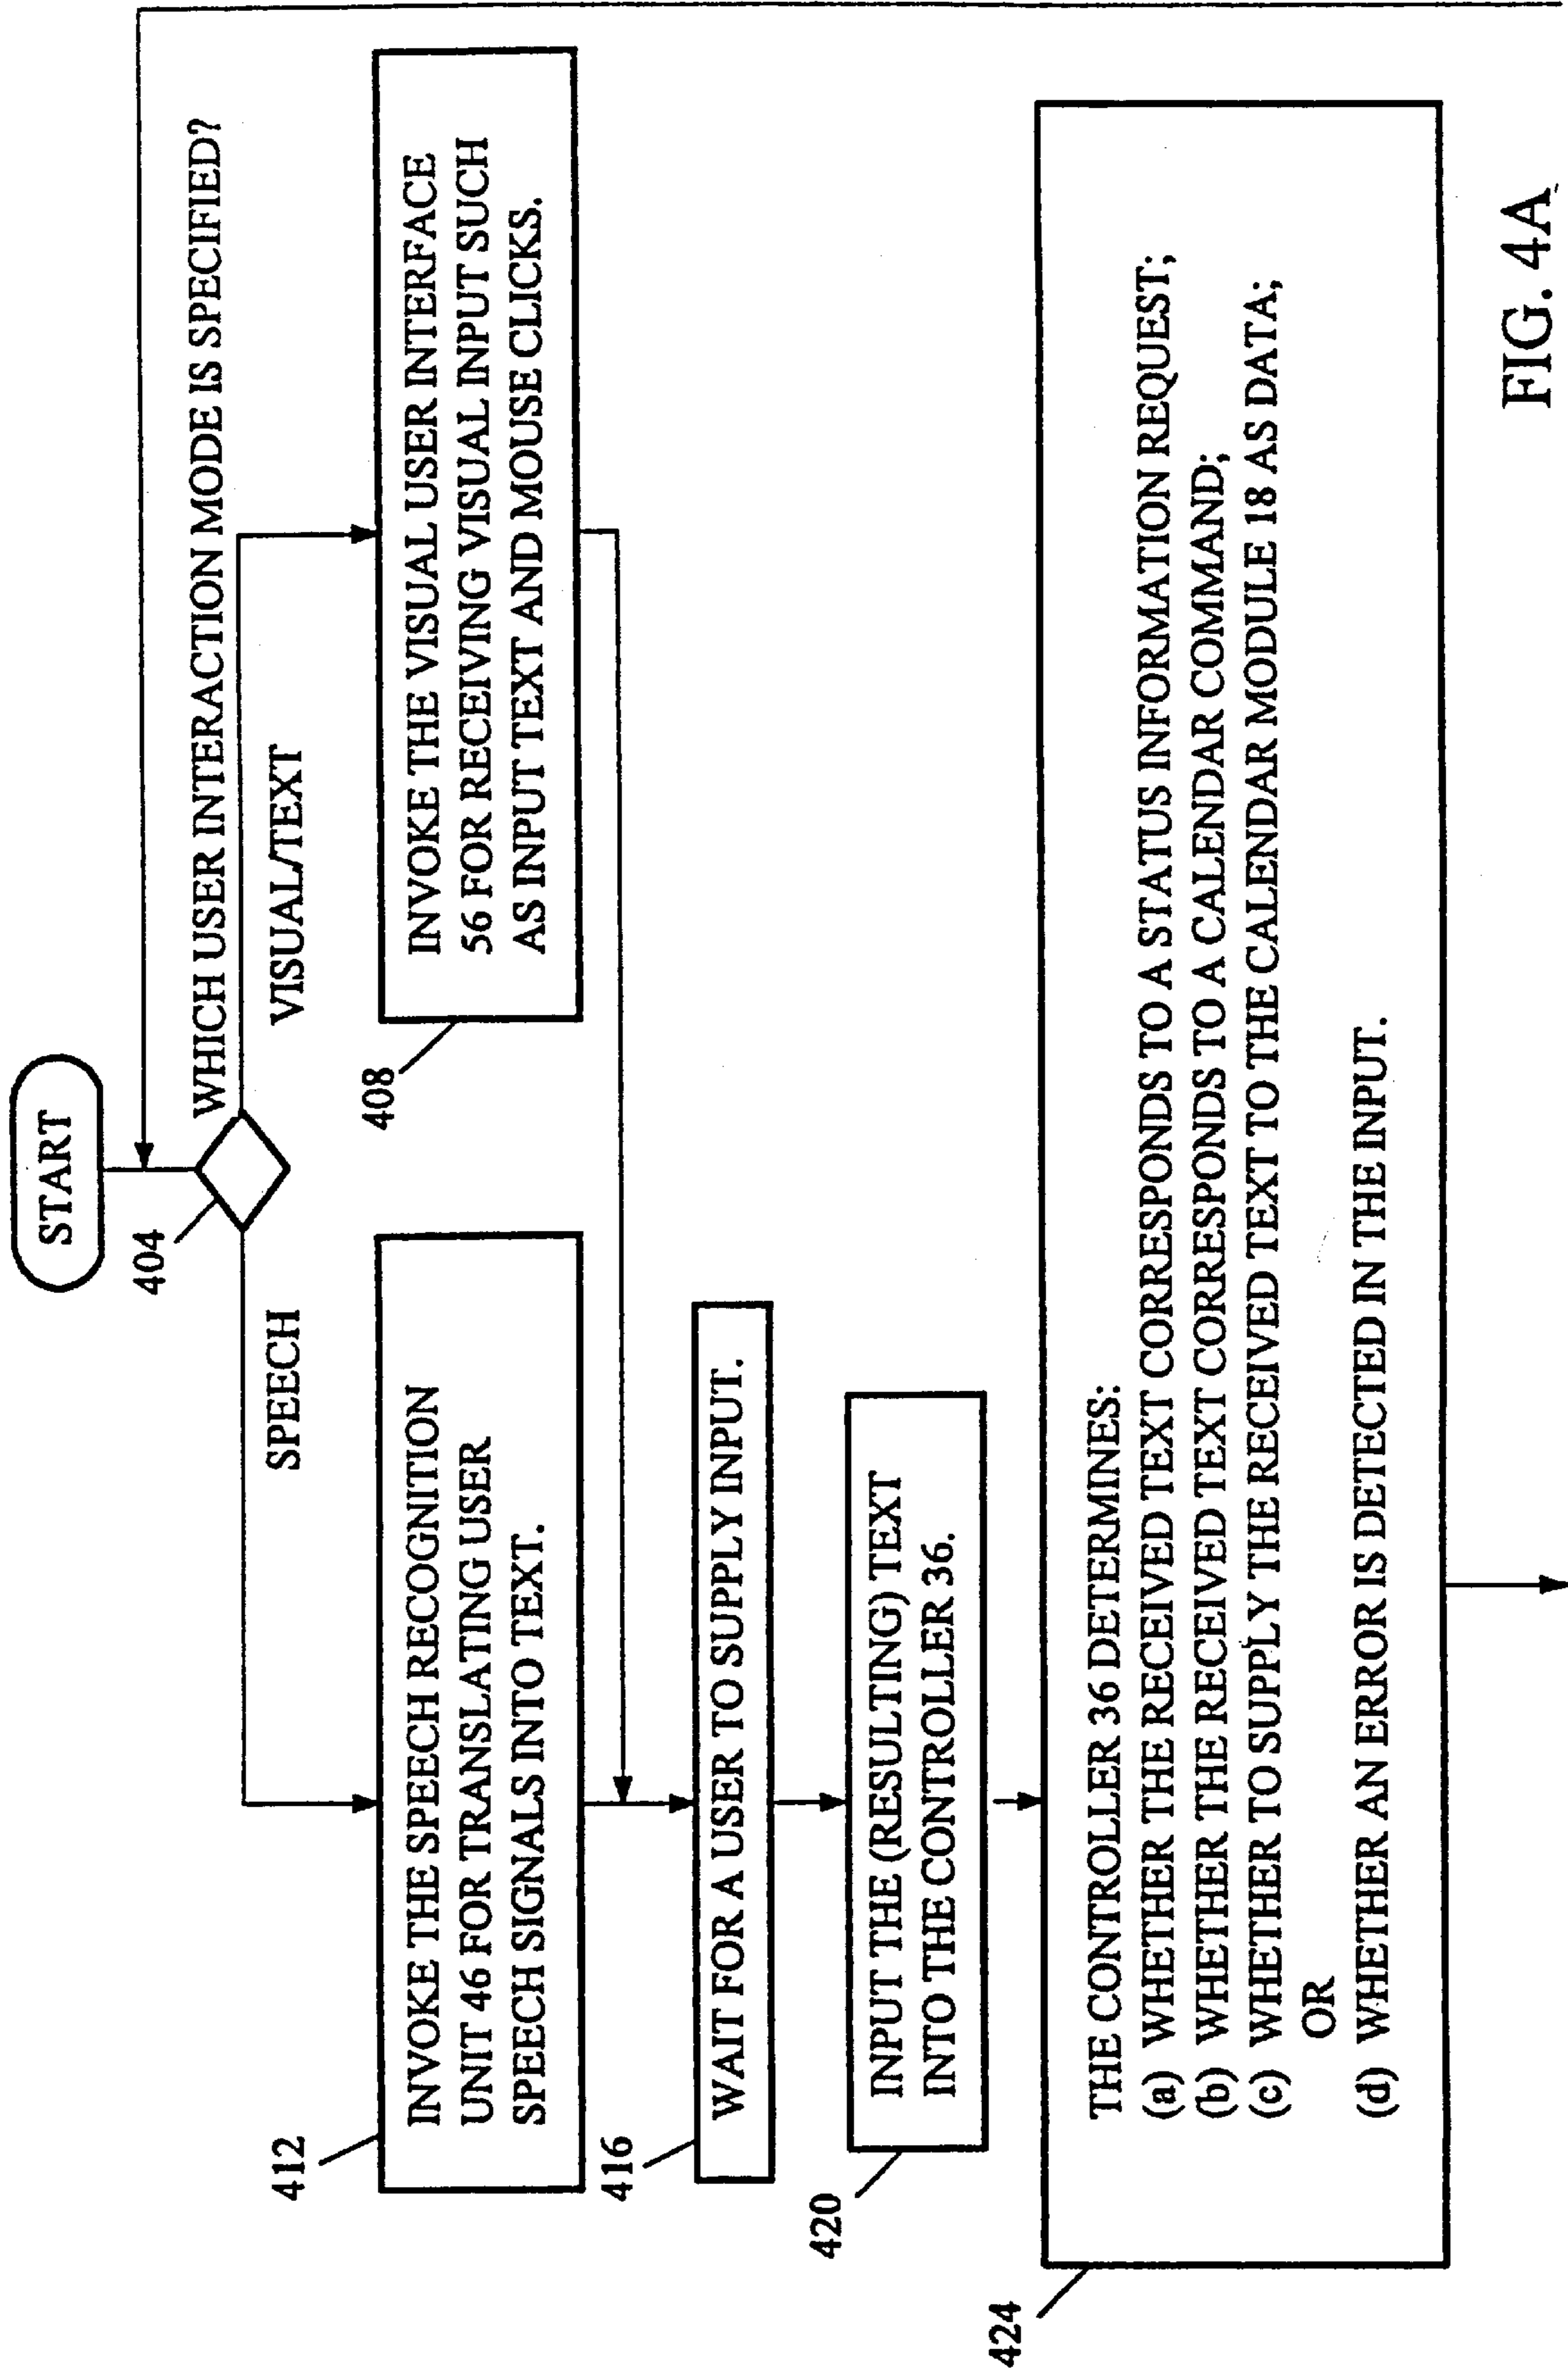 START
404
WHICH USER INTERACTION MODE IS SPECIFIED?
SPEECH
VISUAL/TEXT
412
INVOKE THE SPEECH RECOGNITION
UNIT 46 FOR TRANSLATING USER
SPEECH SIGNALS INTO TEXT.
408
INVOKE THE VISUAL USER INTERFACE
56 FOR RECEIVING VISUAL INPUT SUCH
AS INPUT TEXT AND MOUSE CLICKS.
416
WAIT FOR A USER TO SUPPLY INPUT.
420
INPUT THE (RESULTING) TEXT
INTO THE CONTROLLER 36.
424
THE CONTROLLER 36 DETERMINES:
(a) WHETHER THE RECEIVED TEXT CORRESPONDS TO A STATUS INFORMATION REQUEST;
(b) WHETHER THE RECEIVED TEXT CORRESPONDS TO A CALENDAR COMMAND;
(c) WHETHER TO SUPPLY THE RECEIVED TEXT TO THE CALENDAR MODULE 18 AS DATA;
OR
(d) WHETHER AN ERROR IS DETECTED IN THE INPUT.
FIG. 4A